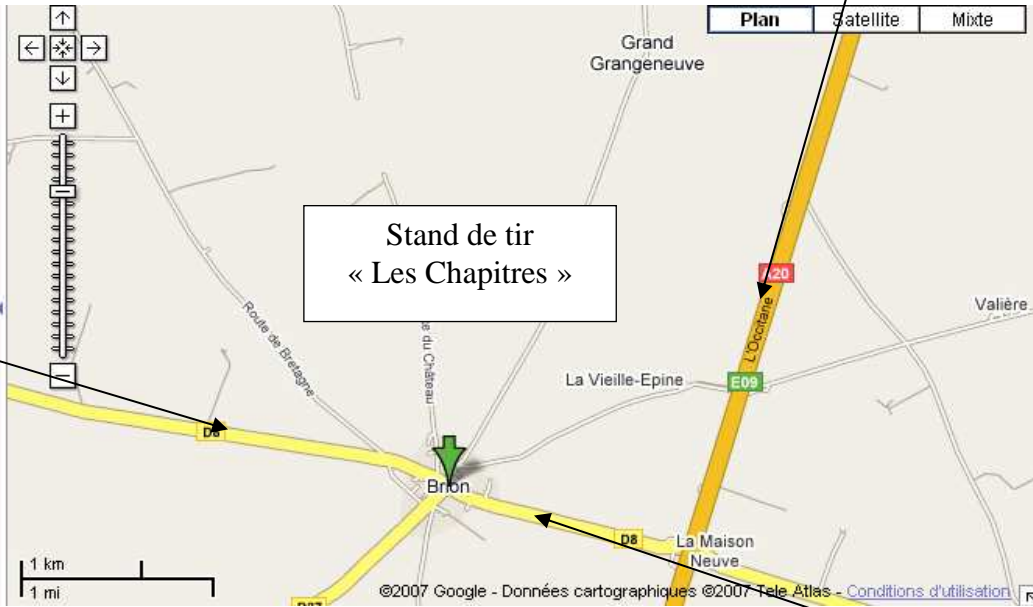 Plan
Satellite
Mixte
Grand
Grangeneuve
Stand de tir
« Les Chapitres »
A20
L'Occitane
Valière
Route de Bretagne
du Château
La Vieille-Epine
E09
D8
Brion
D8
La Maison
Neuve
1 km
1 mi
©2007 Google - Données cartographiques ©2007 Tele Atlas - Conditions d'utilisation